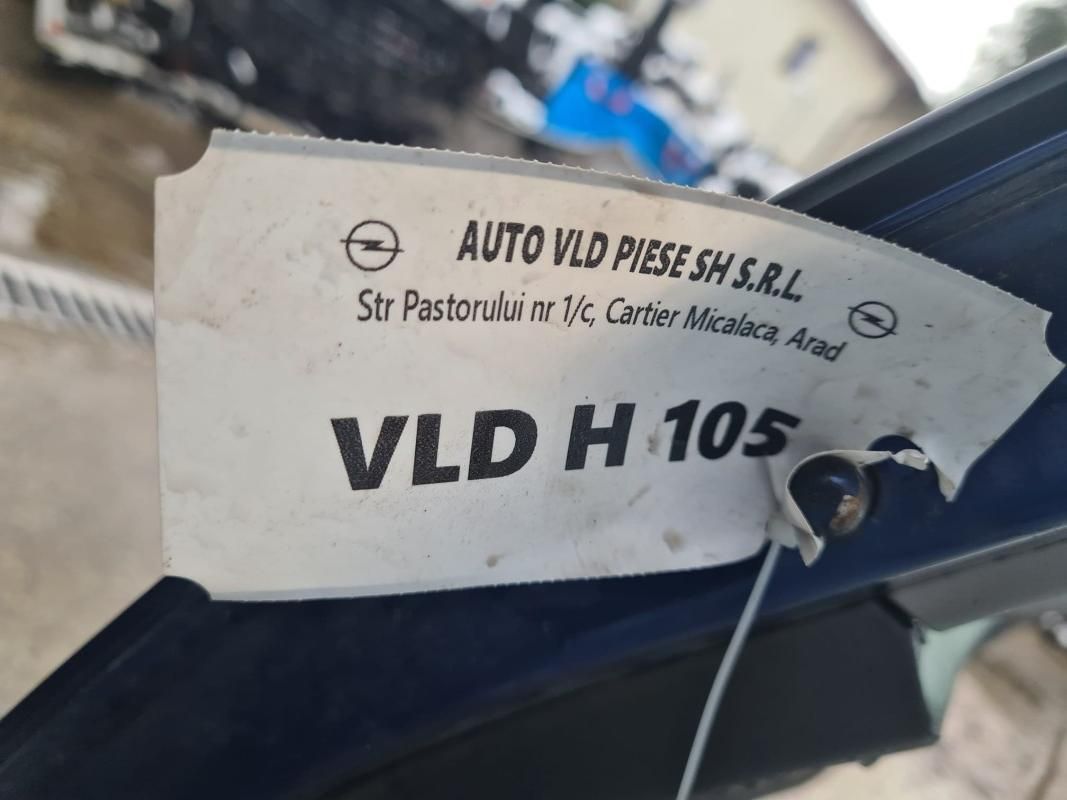 AUTO VLD PIESE SH S.R.L.
Str Pastorului nr 1/c, Cartier Micalaca, Arad
VLD H 105